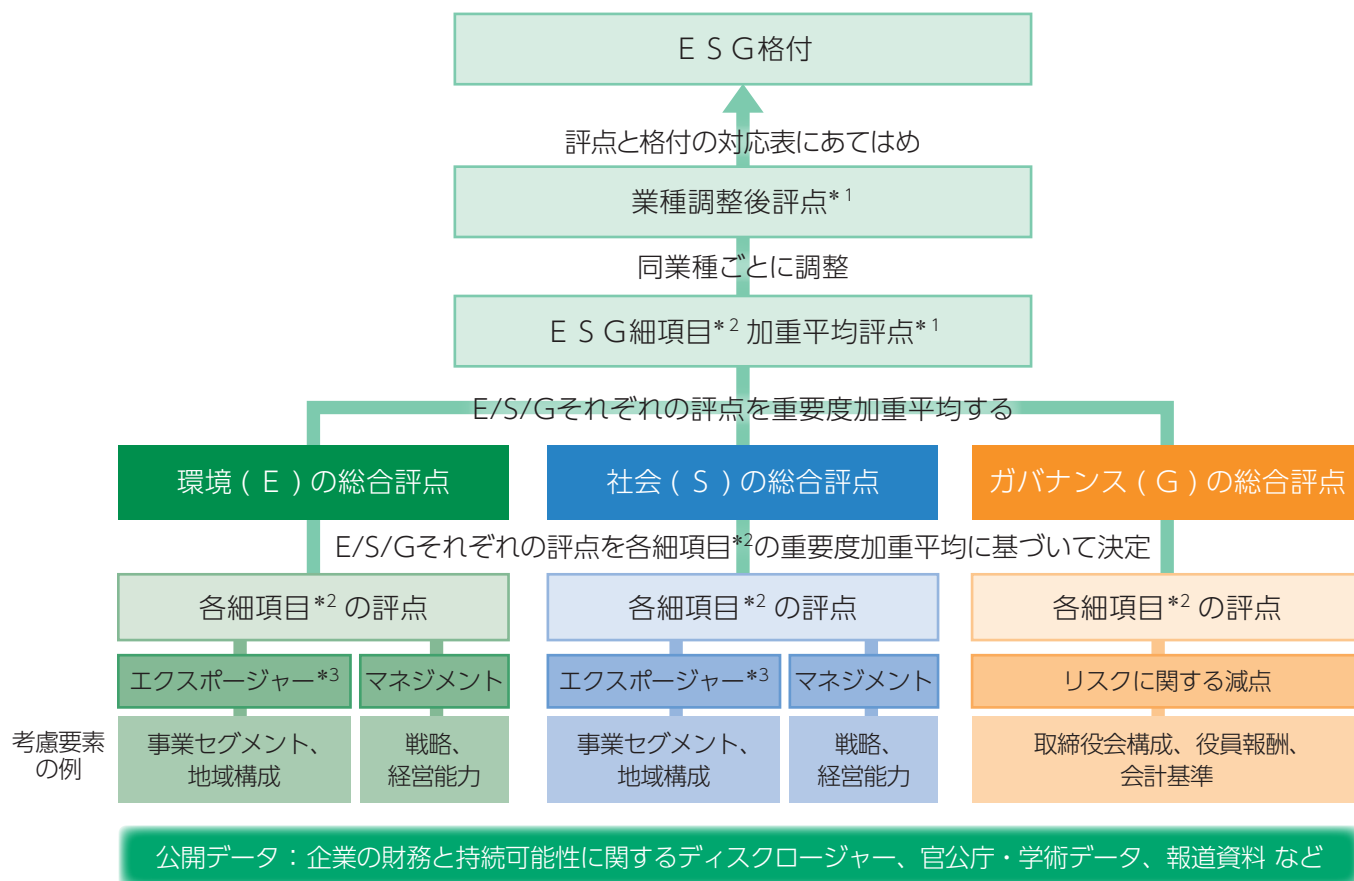 ESG格付
評点と格付の対応表にあてはめ
業種調整後評点*1
同業種ごとに調整
ESG細項目*2 加重平均評点*1
E/S/Gそれぞれの評点を重要度加重平均する
環境(E)の総合評点
社会(S)の総合評点
ガバナンス(G)の総合評点
E/S/Gそれぞれの評点を各細項目*2の重要度加重平均に基づいて決定
各細項目*2 の評点
各細項目*2 の評点
各細項目*2 の評点
エクスポージャー*3
マネジメント
エクスポージャー*3
マネジメント
リスクに関する減点
考慮要素
の例
事業セグメント、
地域構成
戦略、
経営能力
事業セグメント、
地域構成
戦略、
経営能力
取締役会構成、役員報酬、
会計基準
公開データ：企業の財務と持続可能性に関するディスクロージャー、官公庁・学術データ、報道資料 など